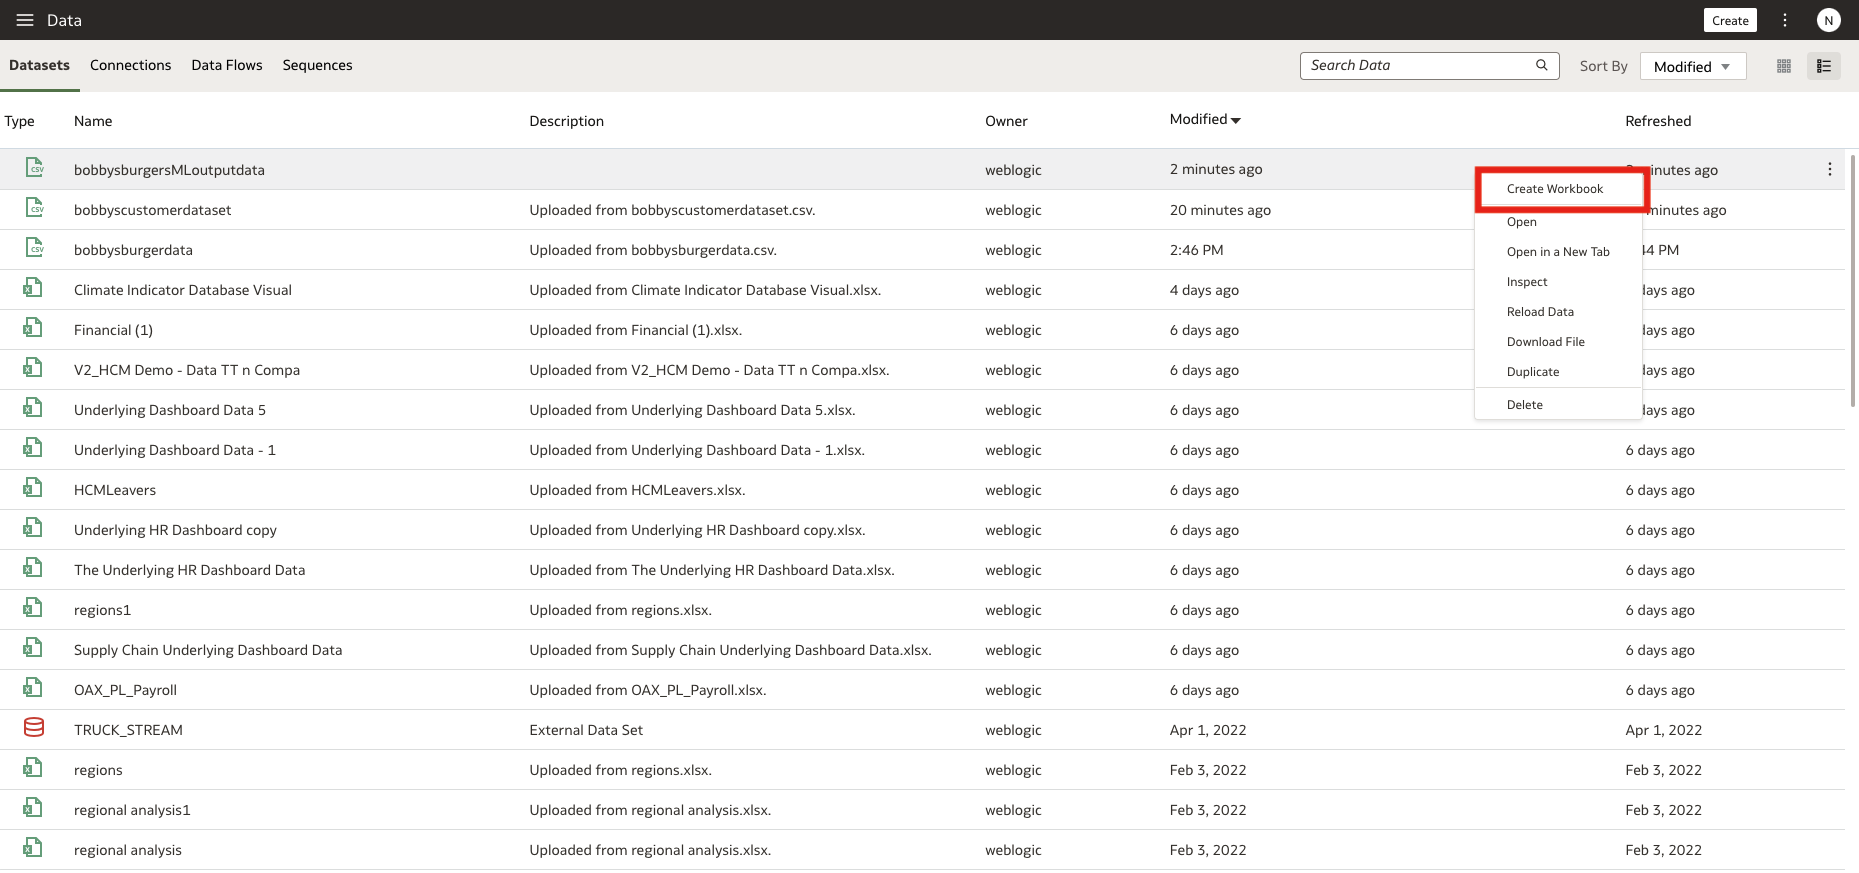 Data Create N
Datasets Connections Data Flows Sequences Search Data Sort By Modified
Type Name Description Owner Modified Refreshed
CSV bobbysburgersMLoutputdata weblogic 2 minutes ago minutes ago
Create Workbook
CSV bobbyscustomerdataset Uploaded from bobbyscustomerdataset.csv. weblogic 20 minutes ago minutes ago
Open
CSV bobbysburgerdata Uploaded from bobbysburgerdata.csv. weblogic 2:46 PM 44 PM
Open in a New Tab
Inspect
Climate Indicator Database Visual Uploaded from Climate Indicator Database Visual.xlsx. weblogic 4 days ago days ago
Reload Data
Financial (1) Uploaded from Financial (1).xlsx. weblogic 6 days ago days ago
Download File
V2_HCM Demo - Data TT n Compa Uploaded from V2_HCM Demo - Data TT n Compa.xlsx. weblogic 6 days ago days ago
Duplicate
Delete
Underlying Dashboard Data 5 Uploaded from Underlying Dashboard Data 5.xlsx. weblogic 6 days ago days ago
Underlying Dashboard Data - 1 Uploaded from Underlying Dashboard Data - 1.xlsx. weblogic 6 days ago 6 days ago
HCMLeavers Uploaded from HCMLeavers.xlsx. weblogic 6 days ago 6 days ago
Underlying HR Dashboard copy Uploaded from Underlying HR Dashboard copy.xlsx. weblogic 6 days ago 6 days ago
The Underlying HR Dashboard Data Uploaded from The Underlying HR Dashboard Data.xlsx. weblogic 6 days ago 6 days ago
regions1 Uploaded from regions.xlsx. weblogic 6 days ago 6 days ago
Supply Chain Underlying Dashboard Data Uploaded from Supply Chain Underlying Dashboard Data.xlsx. weblogic 6 days ago 6 days ago
OAX_PL_Payroll Uploaded from OAX_PL_Payroll.xlsx. weblogic 6 days ago 6 days ago
TRUCK_STREAM External Data Set weblogic Apr 1, 2022 Apr 1, 2022
regions Uploaded from regions.xlsx. weblogic Feb 3, 2022 Feb 3, 2022
regional analysis1 Uploaded from regional analysis.xlsx. weblogic Feb 3, 2022 Feb 3, 2022
regional analysis Uploaded from regional analysis.xlsx. weblogic Feb 3, 2022 Feb 3, 2022